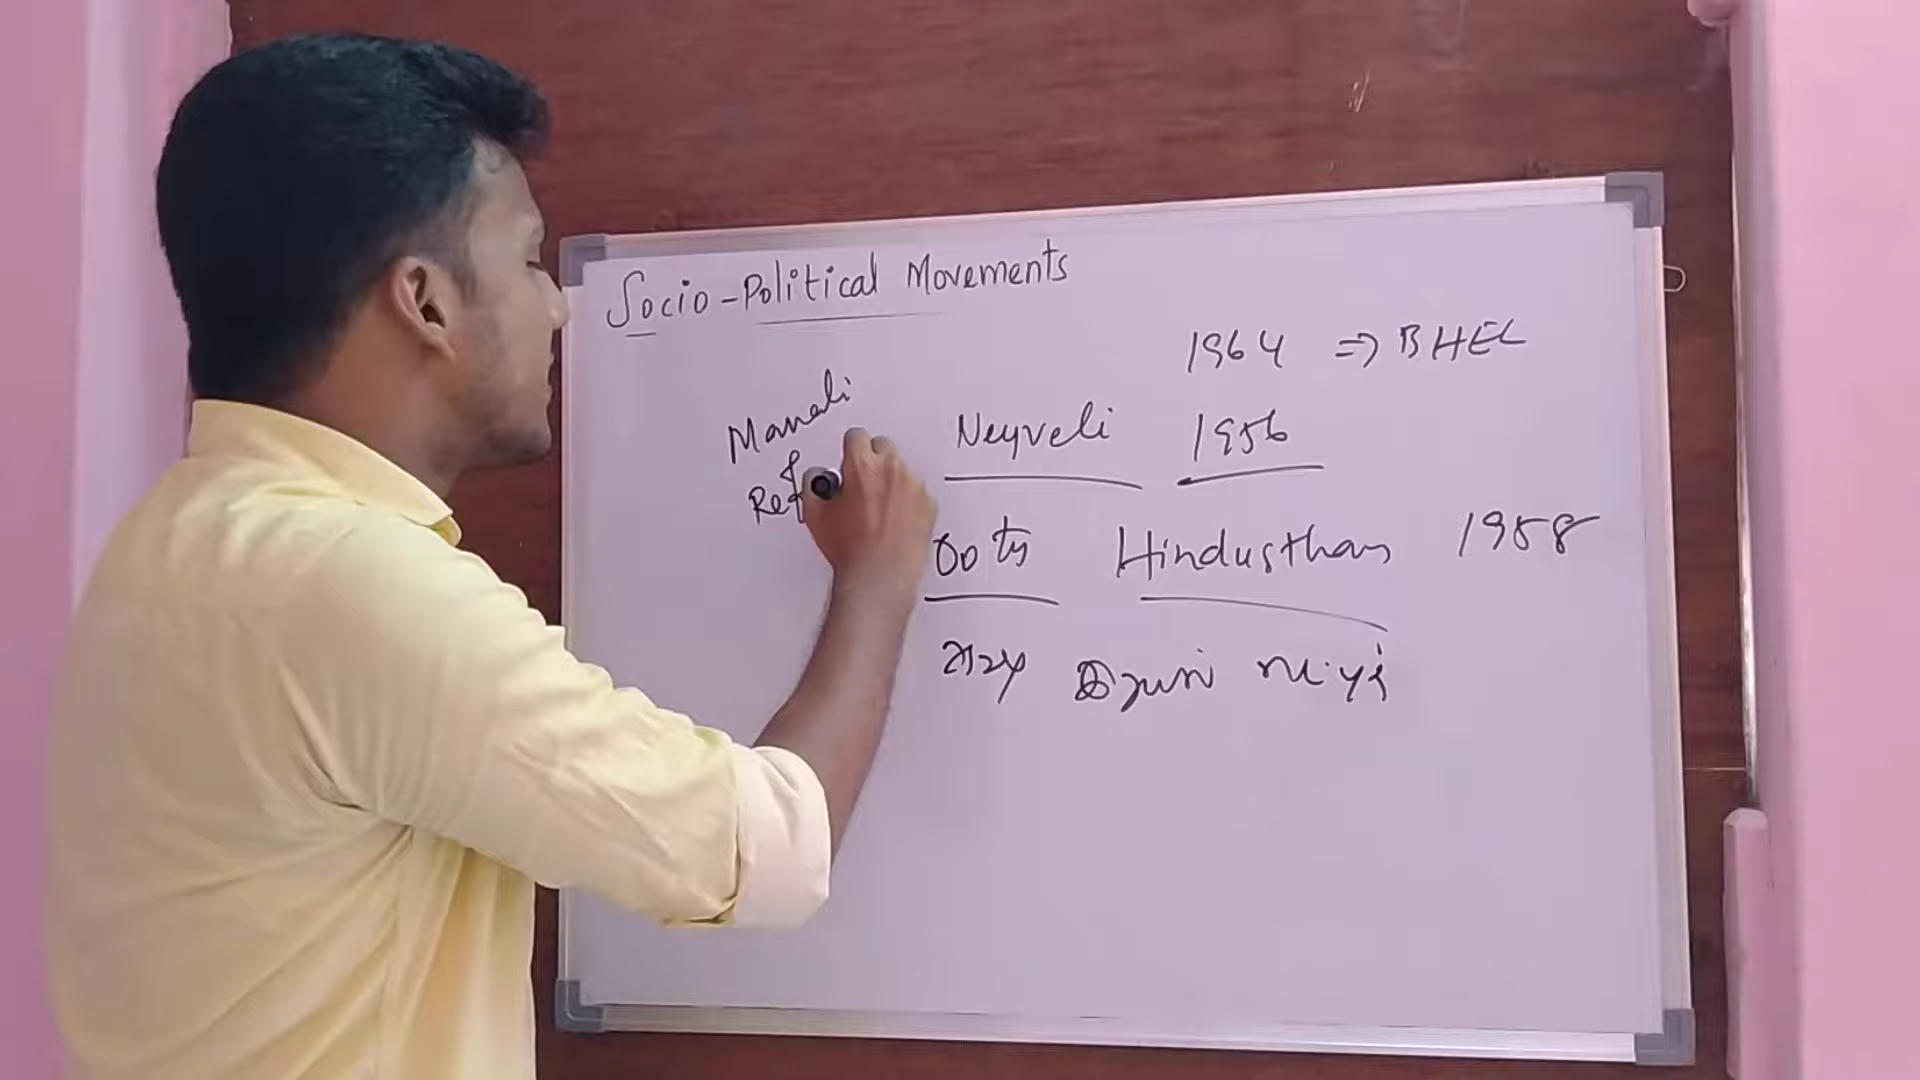 Socio-Political Movements
1964 ⇒ BHEL
Manali
Neyveli 1956
Ref
Ooty Hindusthan 1958